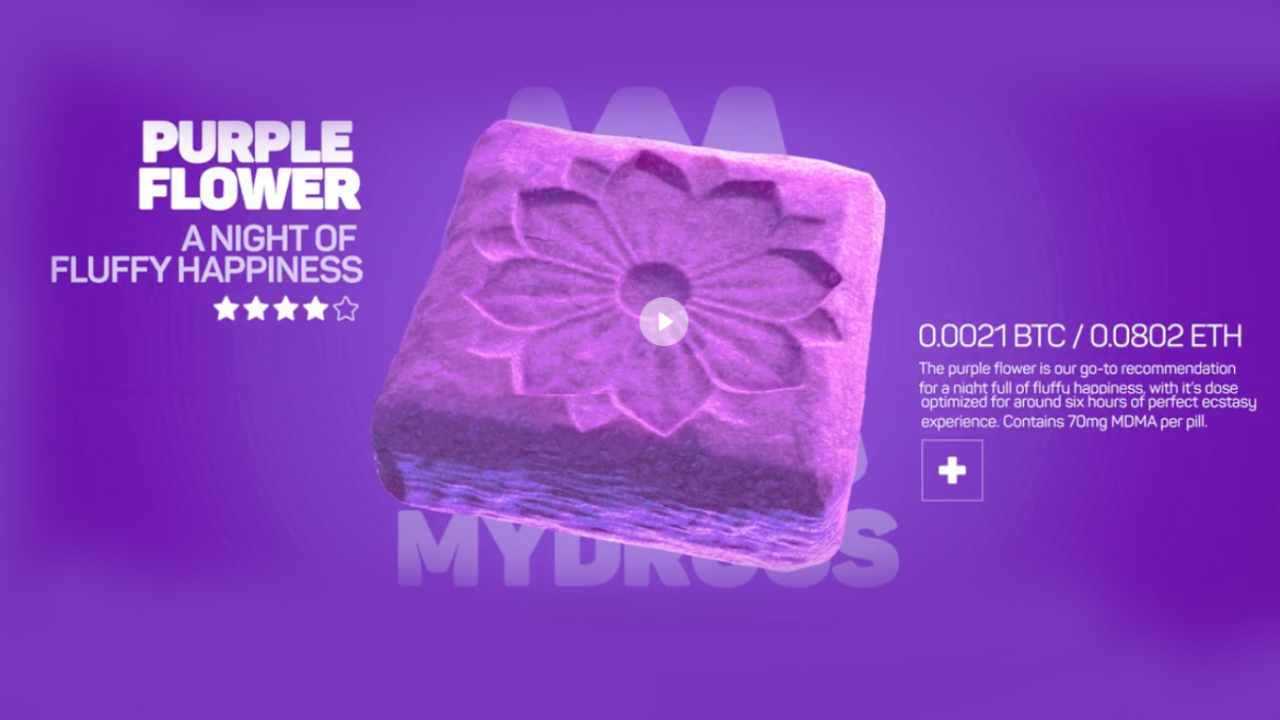 PURPLE
FLOWER
A NIGHT OF
FLUFFY HAPPINESS
0.0021 BTC / 0.0802 ETH
The purple flower is our go-to recommendation
for a night full of fluffy happiness, with it's dose
optimized for around six hours of perfect ecstasy
experience. Contains 70mg MDMA per pill.
MYDRUGS